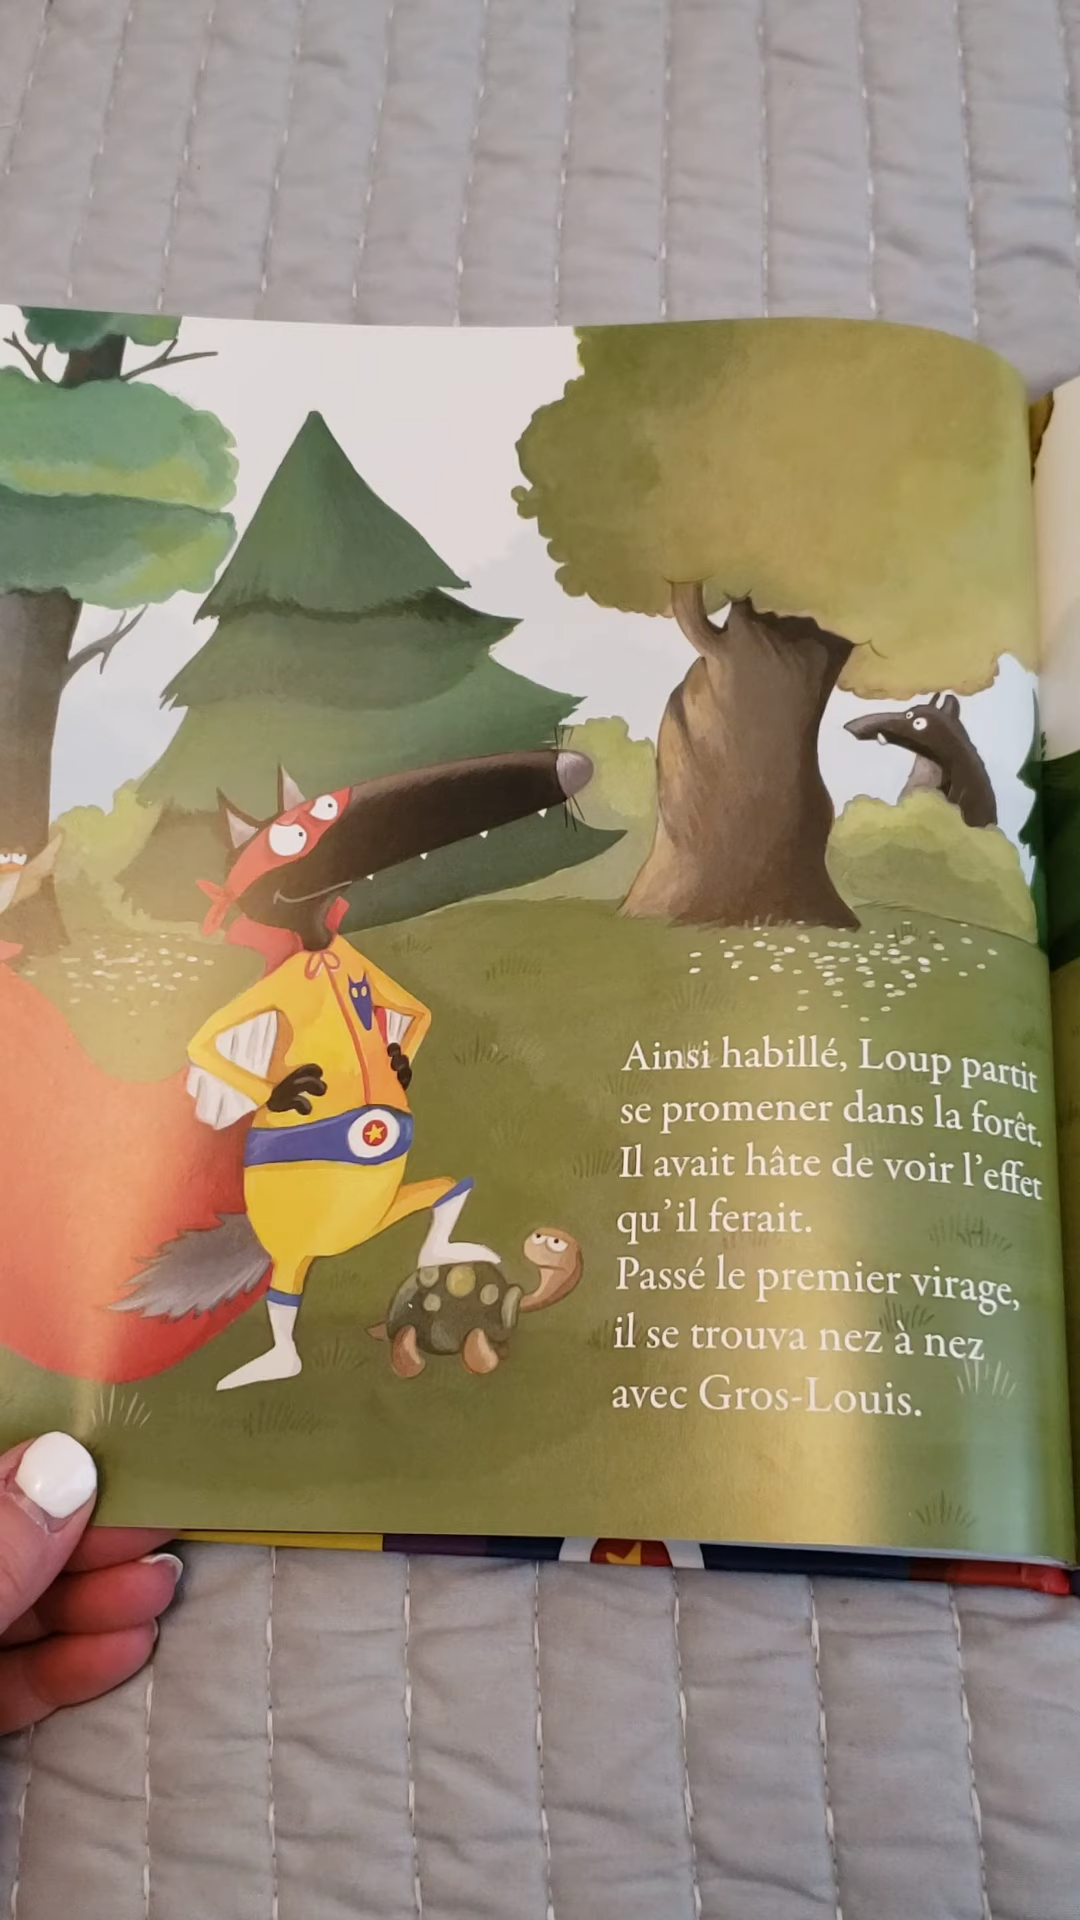 Ainsi habillé, Loup partit
se promener dans la forêt.
Il avait hâte de voir l'effet
qu'il ferait.
Passé le premier virage,
il se trouva nez à nez
avec Gros-Louis.